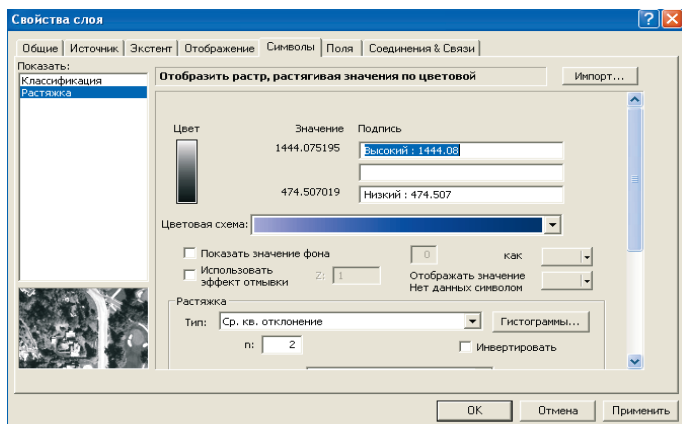 Свойства слоя
Общие Источник Экстент Отображение Символы Поля Соединения & Связи
Показать:
Классификация
Растяжка
Отобразить растр, растягивая значения по цветовой
Импорт...
Цвет Значение Подпись
1444.075195 Высокий : 1444.08
474.507019 Низкий : 474.507
Цветовая схема:
Показать значение фона 0 как
Использовать эффект отмывки Z: 1 Отображать значение Нет данных символом
Растяжка
Тип: Ср. кв. отклонение Гистограммы...
n: 2 Инвертировать
OK Отмена Применить